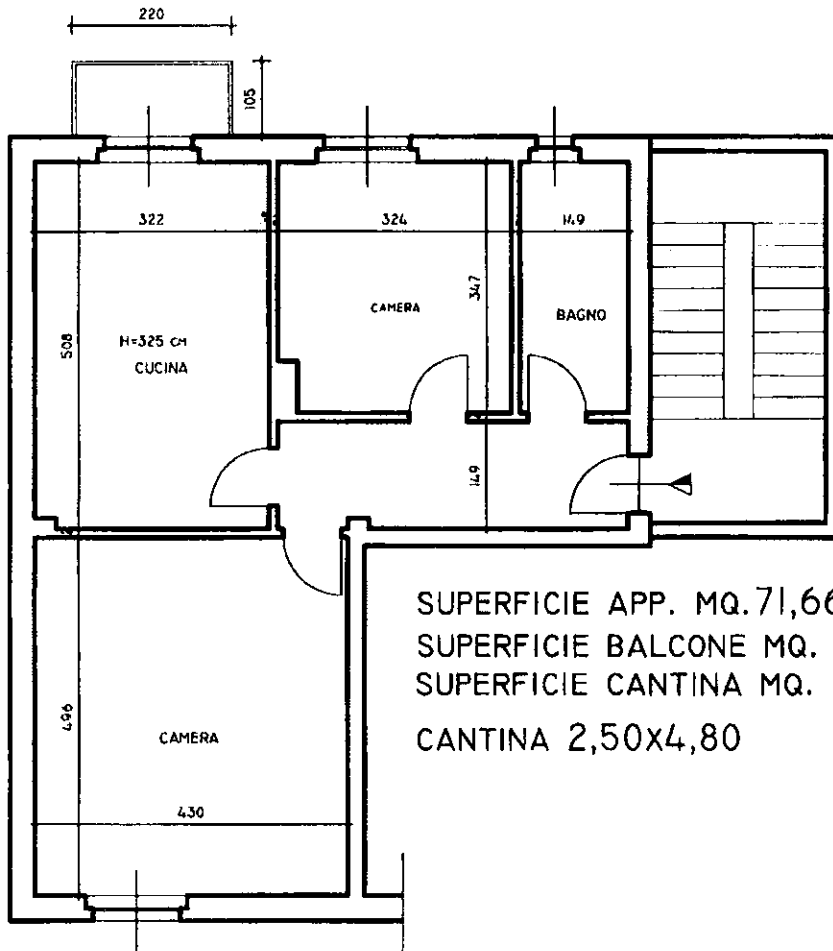 220
105
322
324
149
347
508
CAMERA
BAGNO
H=325 CM
CUCINA
149
SUPERFICIE APP. MQ. 71,66
SUPERFICIE BALCONE MQ.
SUPERFICIE CANTINA MQ.
CANTINA 2,50X4,80
496
CAMERA
430